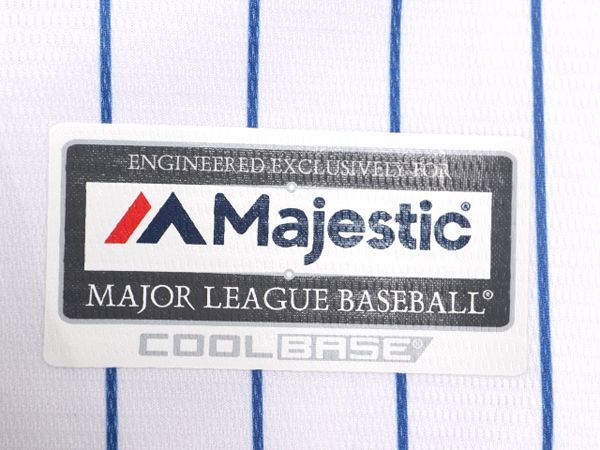 ENGINEERED EXCLUSIVELY FOR
Majestic®
MAJOR LEAGUE BASEBALL®
COOLBASE®